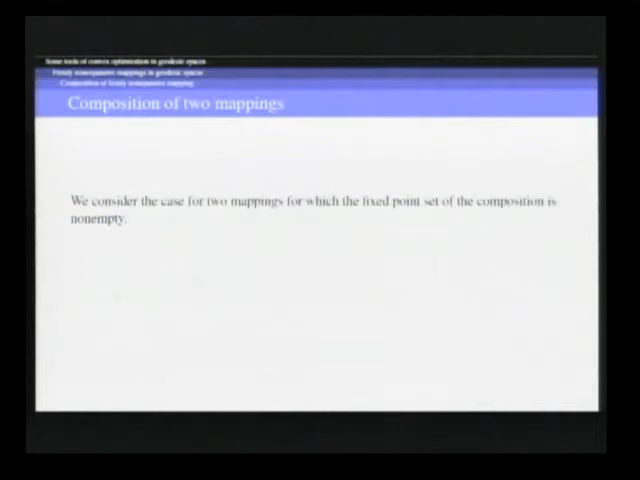 Some tools of convex optimization in geodesic spaces
Firmly nonexpansive mappings in geodesic spaces
Composition of firmly nonexpansive mapping
Composition of two mappings
We consider the case for two mappings for which the fixed point set of the composition is
nonempty.